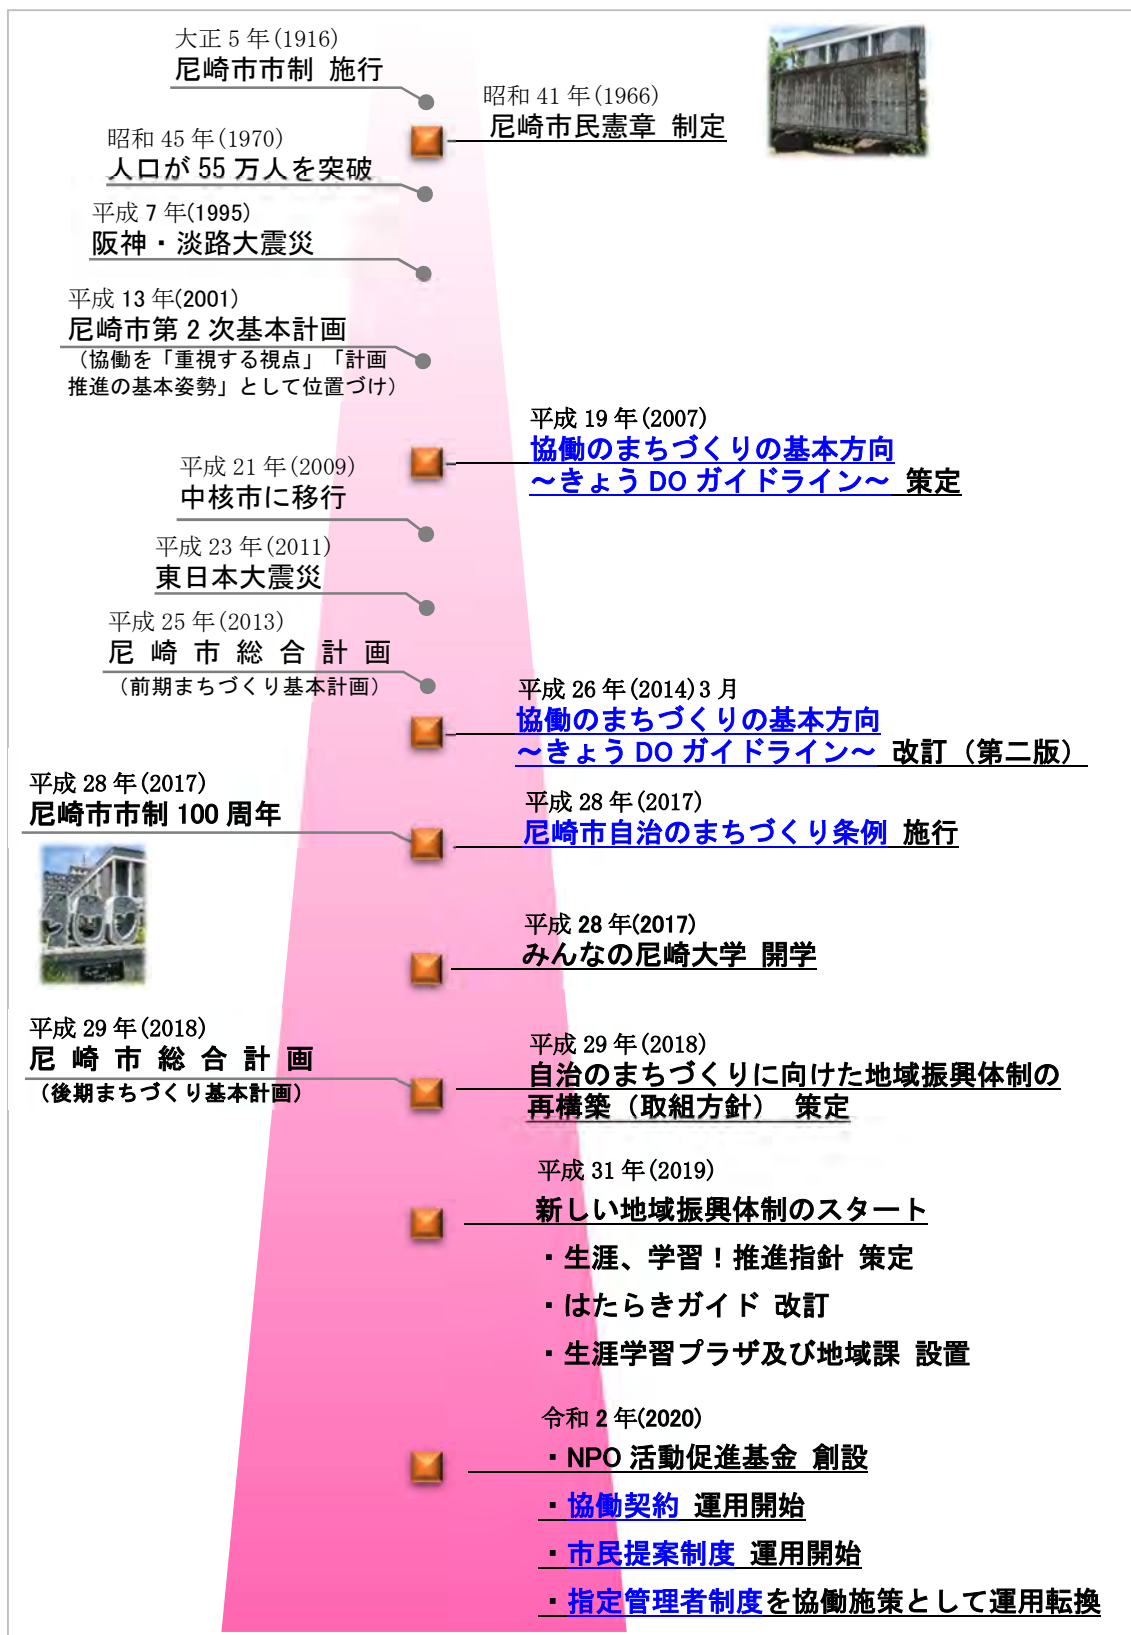 大正 5 年(1916)
尼崎市市制 施行
昭和 41 年(1966)
尼崎市民憲章 制定
昭和 45 年(1970)
人口が 55 万人を突破
平成 7 年(1995)
阪神・淡路大震災
平成 13 年(2001)
尼崎市第 2 次基本計画
（協働を「重視する視点」「計画
推進の基本姿勢」として位置づけ）
平成 19 年(2007)
協働のまちづくりの基本方向
～きょう DO ガイドライン～ 策定
平成 21 年(2009)
中核市に移行
平成 23 年(2011)
東日本大震災
平成 25 年(2013)
尼 崎 市 総 合 計 画
（前期まちづくり基本計画）
平成 26 年(2014)3 月
協働のまちづくりの基本方向
～きょう DO ガイドライン～ 改訂（第二版）
平成 28 年(2017)
尼崎市市制 100 周年
平成 28 年(2017)
尼崎市自治のまちづくり条例 施行
平成 28 年(2017)
みんなの尼崎大学 開学
平成 29 年(2018)
尼 崎 市 総 合 計 画
（後期まちづくり基本計画）
平成 29 年(2018)
自治のまちづくりに向けた地域振興体制の
再構築（取組方針） 策定
平成 31 年(2019)
新しい地域振興体制のスタート
・生涯、学習！推進指針 策定
・はたらきガイド 改訂
・生涯学習プラザ及び地域課 設置
令和 2 年(2020)
・NPO 活動促進基金 創設
・協働契約 運用開始
・市民提案制度 運用開始
・指定管理者制度を協働施策として運用転換